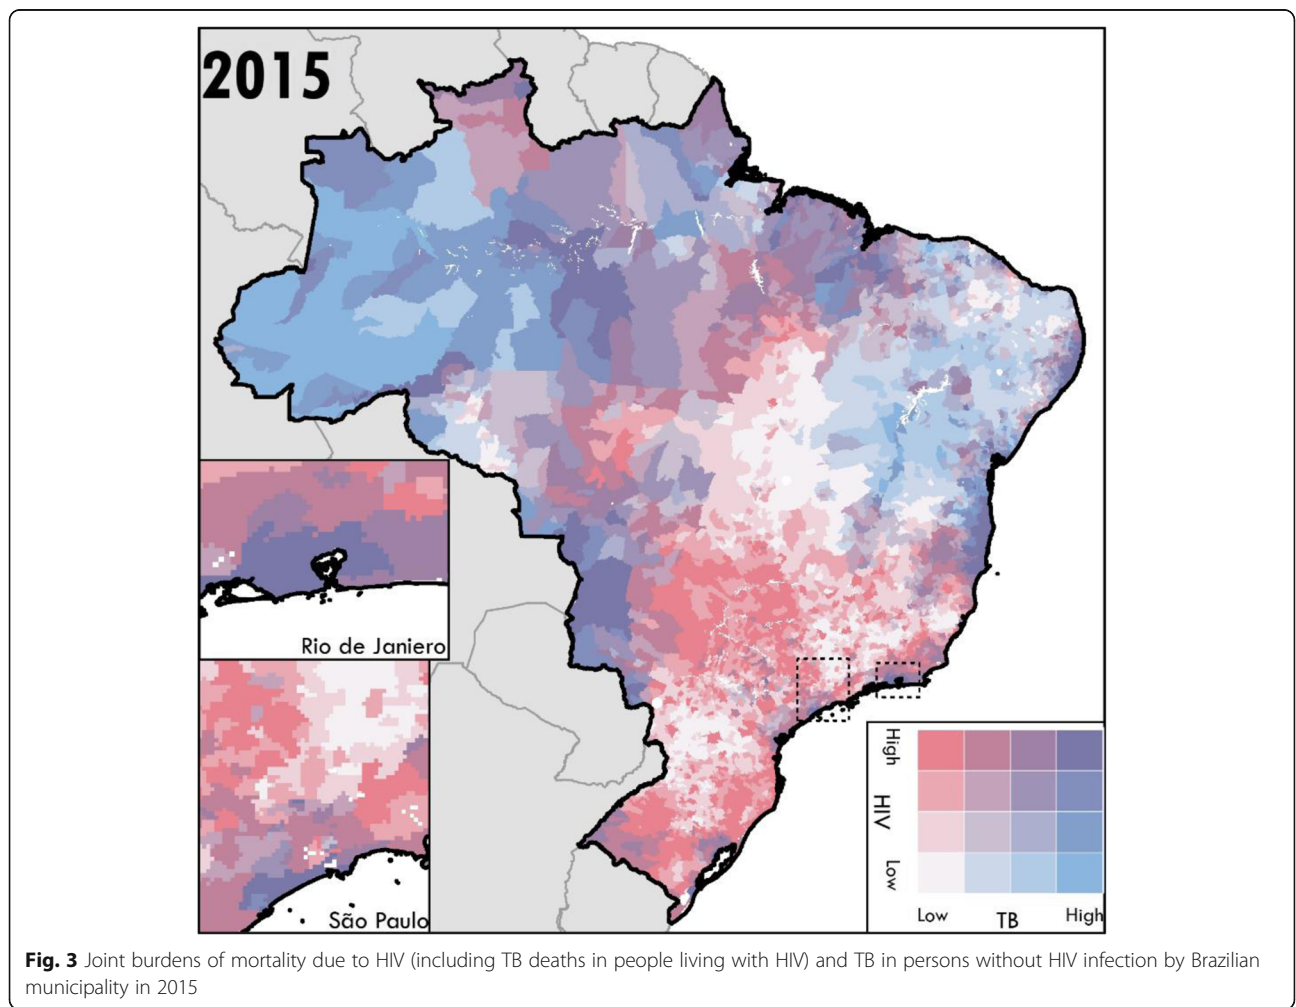 2015
Rio de Janiero
São Paulo
High
HIV
Low
Low
TB
High
Fig. 3 Joint burdens of mortality due to HIV (including TB deaths in people living with HIV) and TB in persons without HIV infection by Brazilian
municipality in 2015